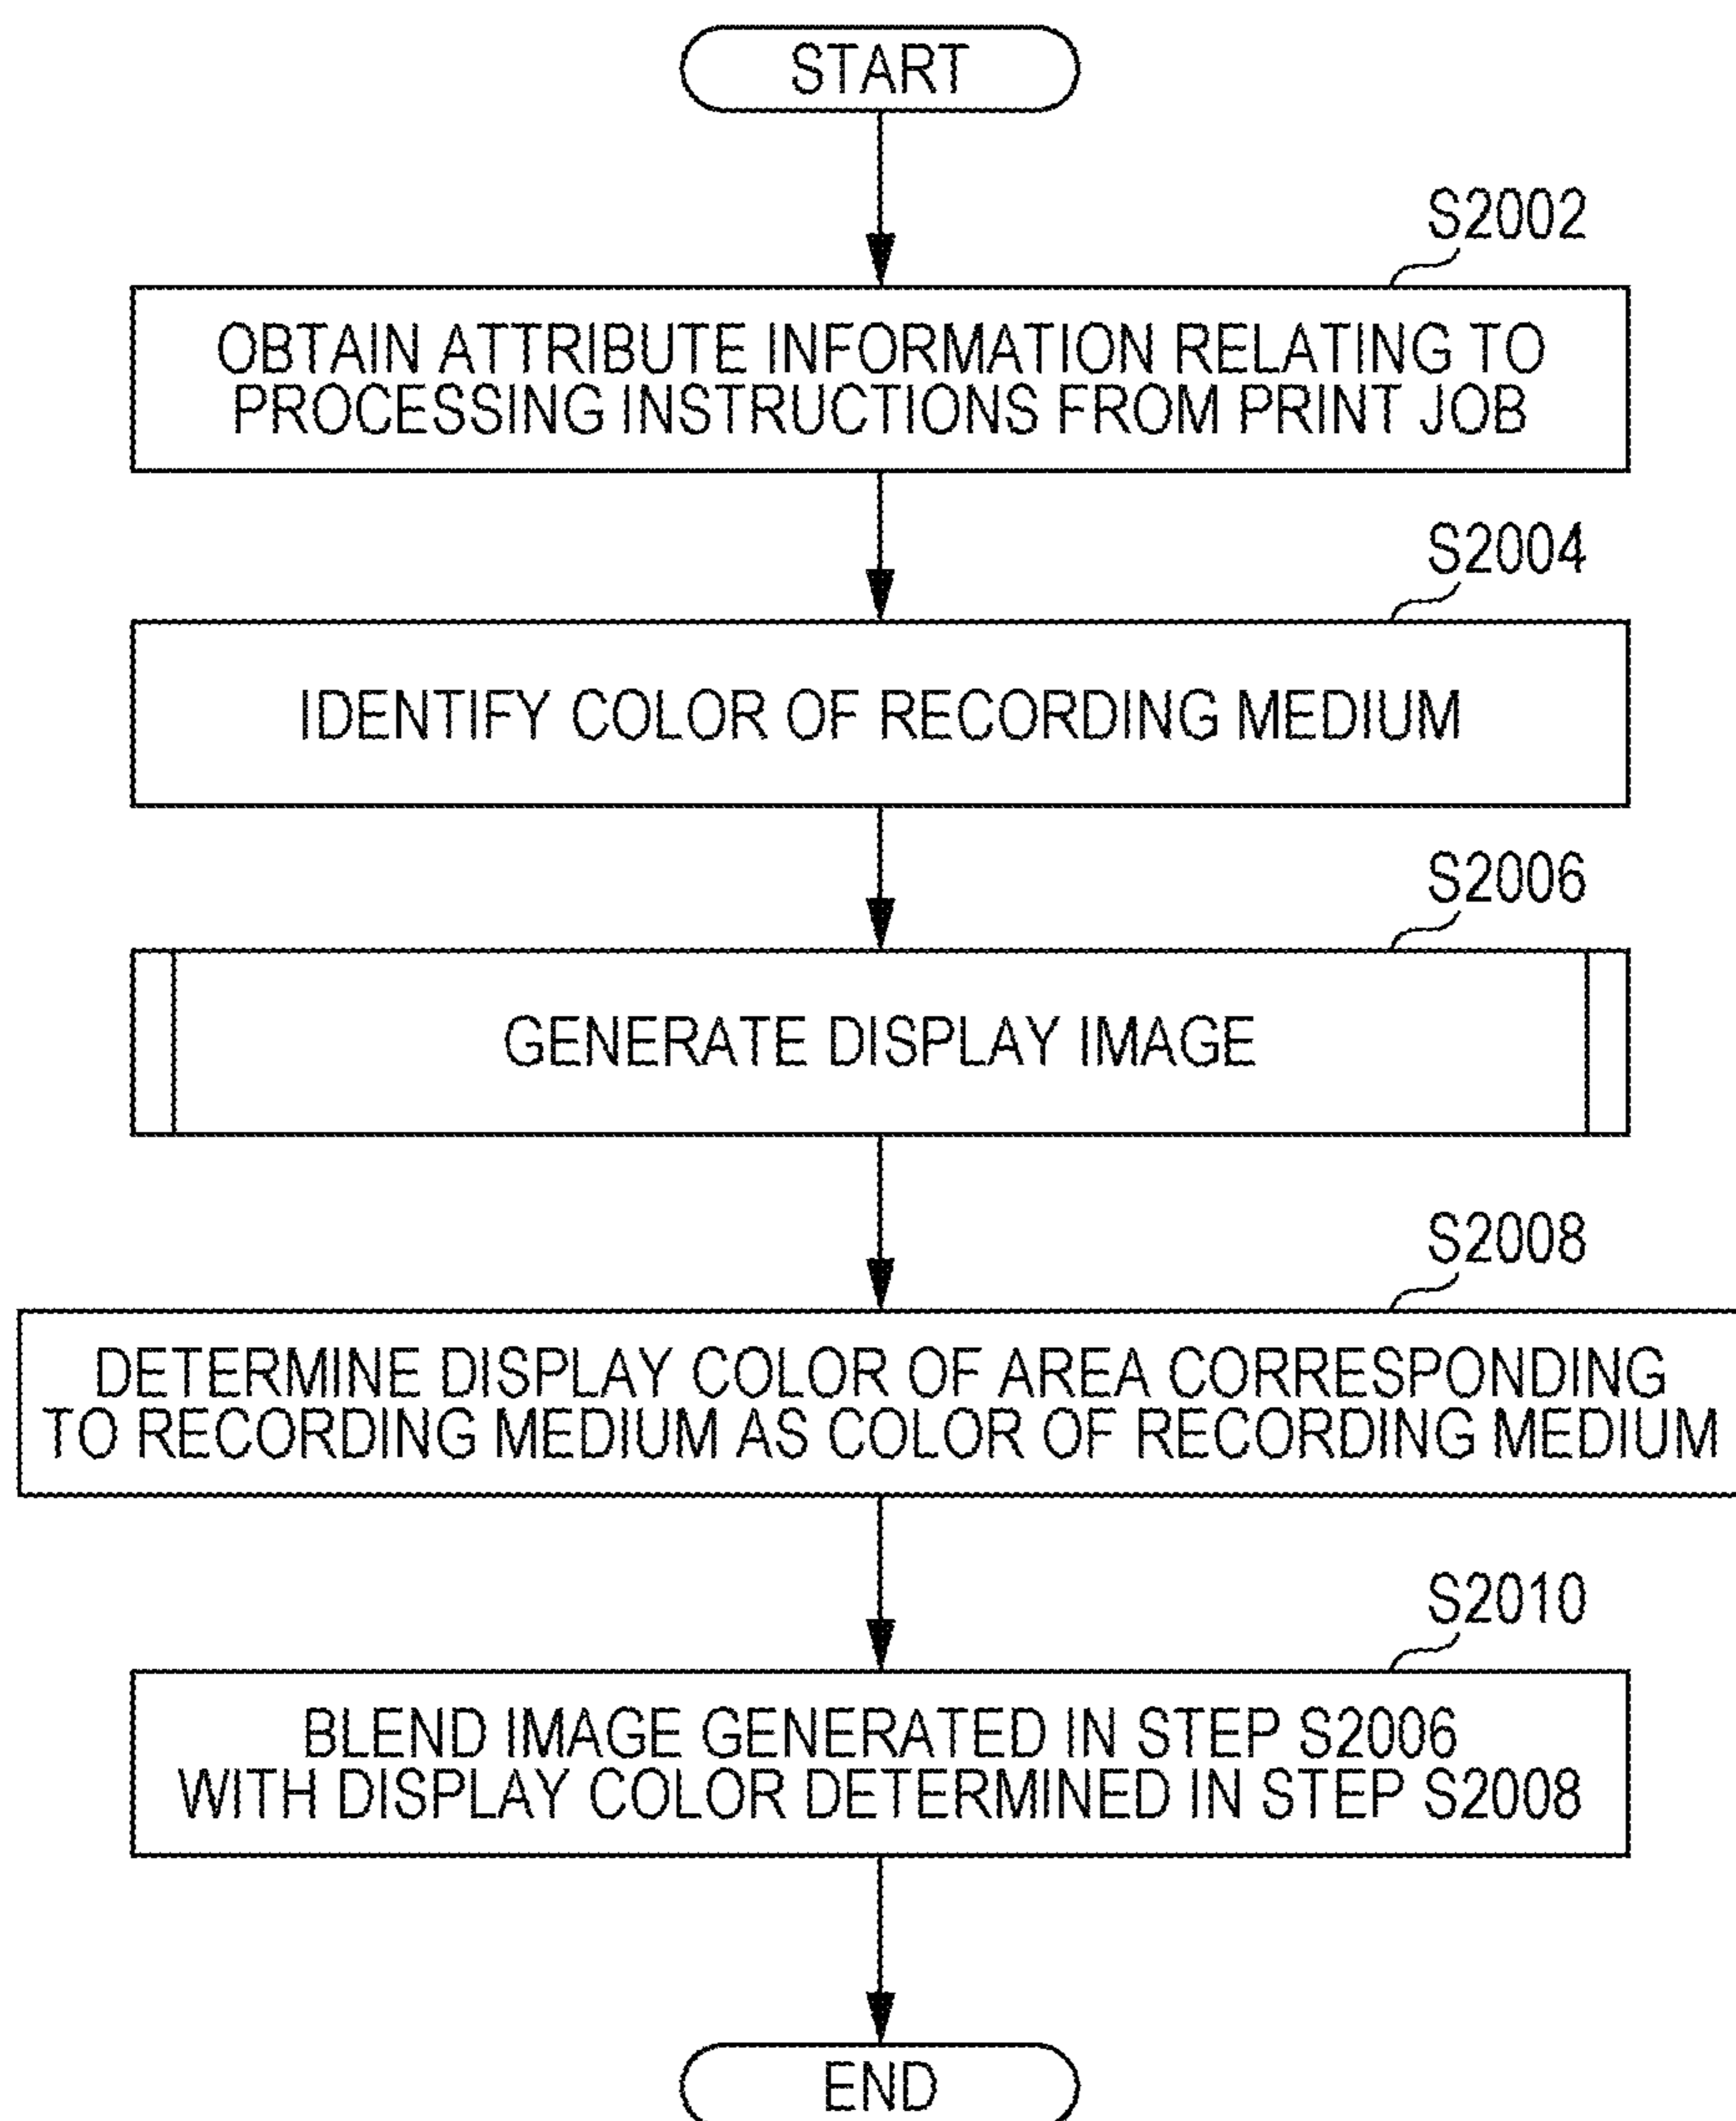 START
S2002
OBTAIN ATTRIBUTE INFORMATION RELATING TO
PROCESSING INSTRUCTIONS FROM PRINT JOB
S2004
IDENTIFY COLOR OF RECORDING MEDIUM
S2006
GENERATE DISPLAY IMAGE
S2008
DETERMINE DISPLAY COLOR OF AREA CORRESPONDING
TO RECORDING MEDIUM AS COLOR OF RECORDING MEDIUM
S2010
BLEND IMAGE GENERATED IN STEP S2006
WITH DISPLAY COLOR DETERMINED IN STEP S2008
END